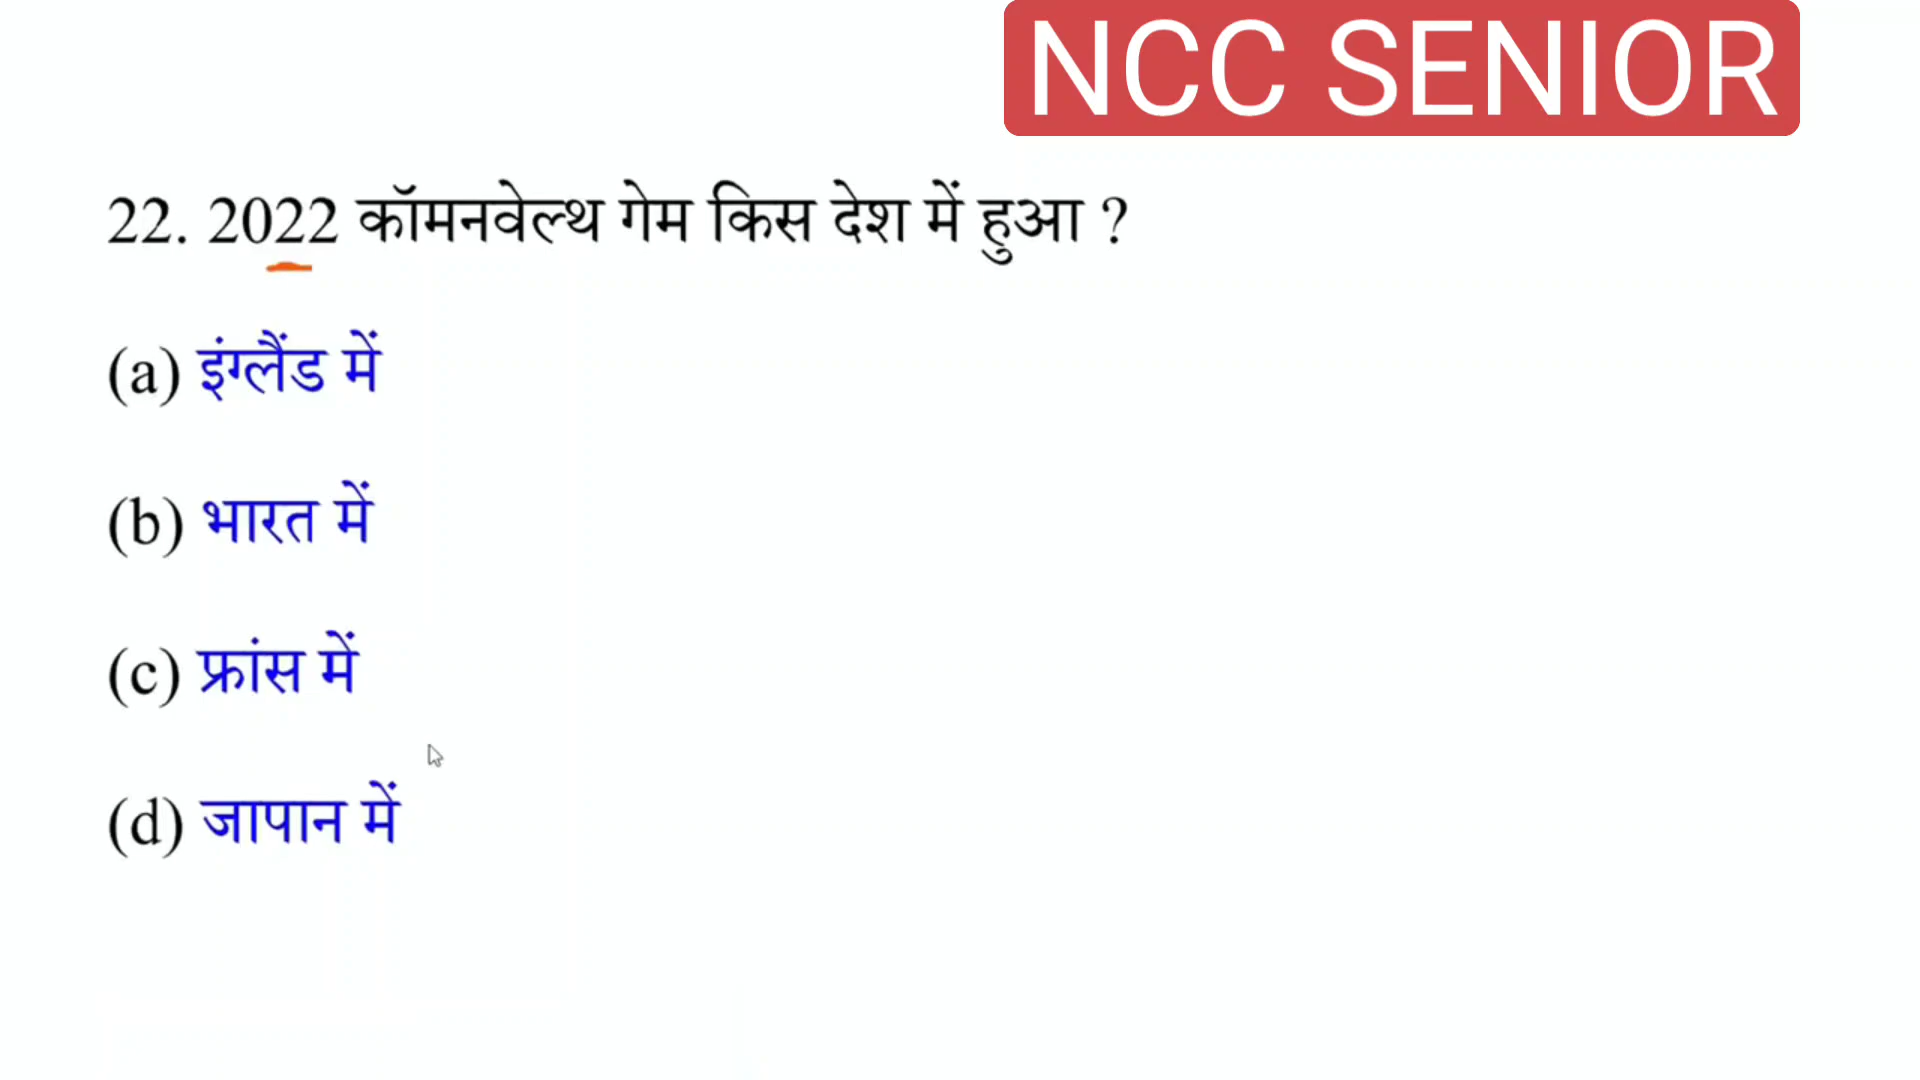 NCC SENIOR
22. 2022 कॉमनवेल्थ गेम किस देश में हुआ ?
(a) इंग्लैंड में
(b) भारत में
(c) फ्रांस में
(d) जापान में